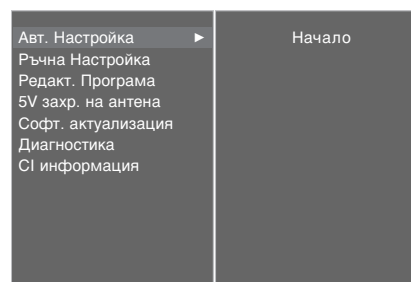 Авт. Настройка ► Начало
Ръчна Настройка
Редакт. Програма
5V захр. на антена
Софт. актуализация
Диагностика
CI информация